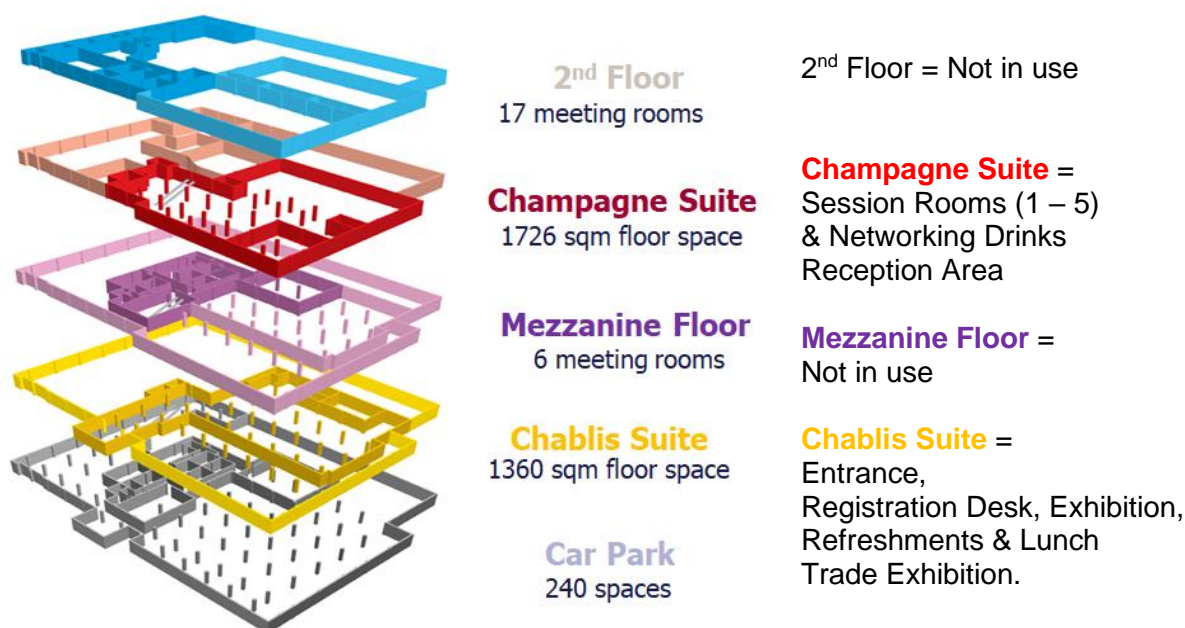 2nd Floor
17 meeting rooms
2nd Floor = Not in use
Champagne Suite
1726 sqm floor space
Champagne Suite =
Session Rooms (1 – 5)
& Networking Drinks
Reception Area
Mezzanine Floor
6 meeting rooms
Mezzanine Floor =
Not in use
Chablis Suite
1360 sqm floor space
Chablis Suite =
Entrance,
Registration Desk, Exhibition,
Refreshments & Lunch
Trade Exhibition.
Car Park
240 spaces